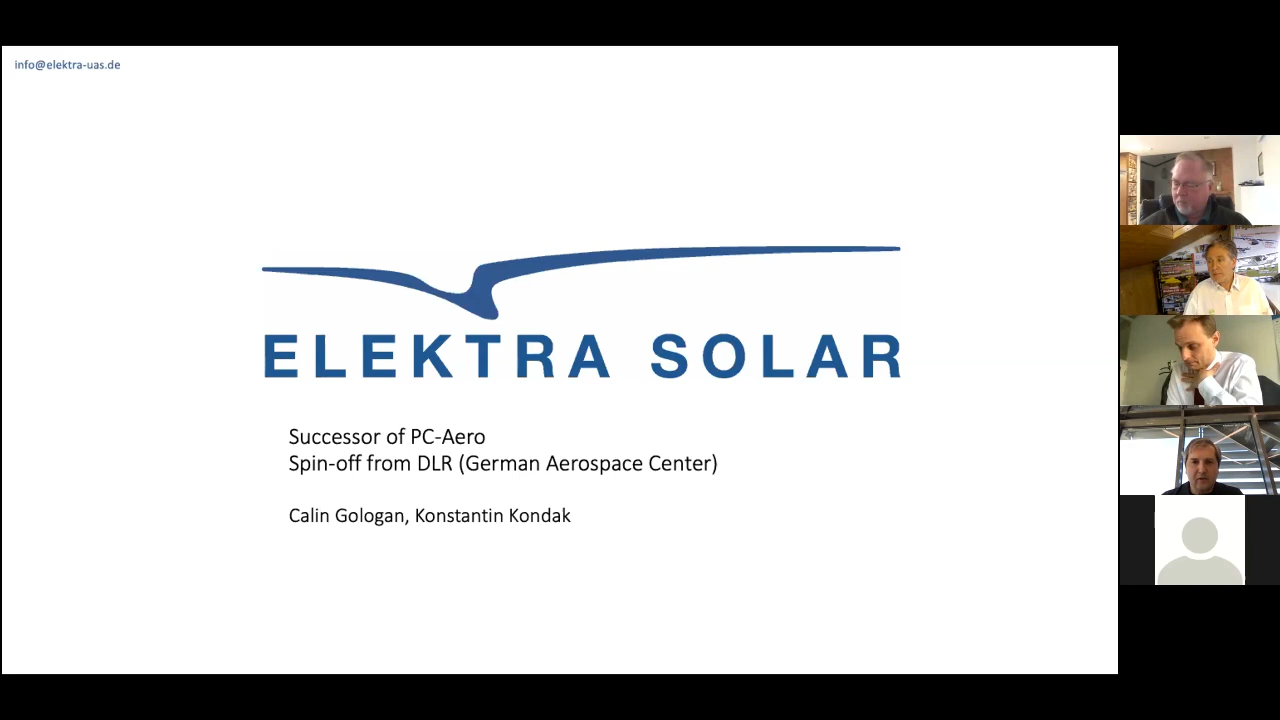 info@elektra-uas.de
ELEKTRA SOLAR
Successor of PC-Aero
Spin-off from DLR (German Aerospace Center)
Calin Gologan, Konstantin Kondak